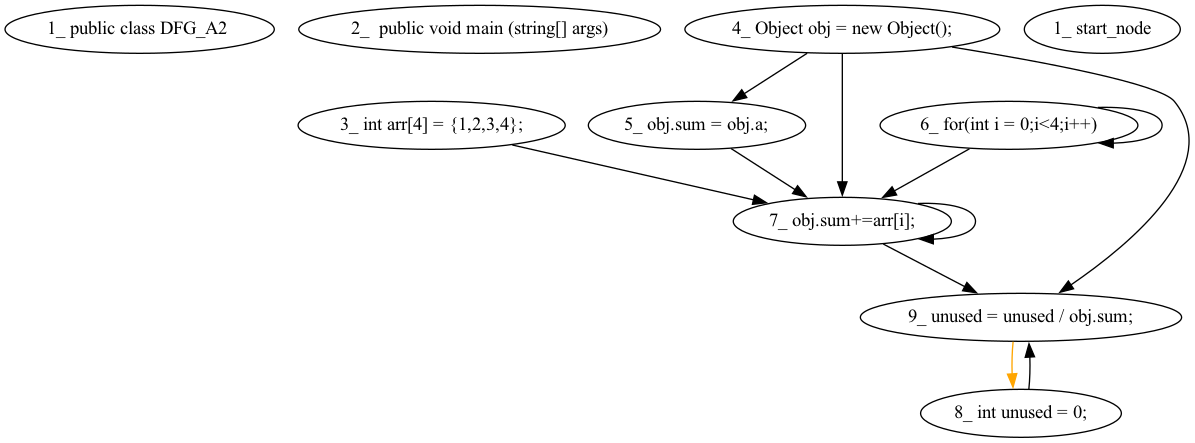 1_ public class DFG_A2
2_ public void main (string[] args)
4_ Object obj = new Object();
1_ start_node
3_ int arr[4] = {1,2,3,4};
5_ obj.sum = obj.a;
6_ for(int i = 0;i<4;i++)
7_ obj.sum+=arr[i];
9_ unused = unused / obj.sum;
8_ int unused = 0;